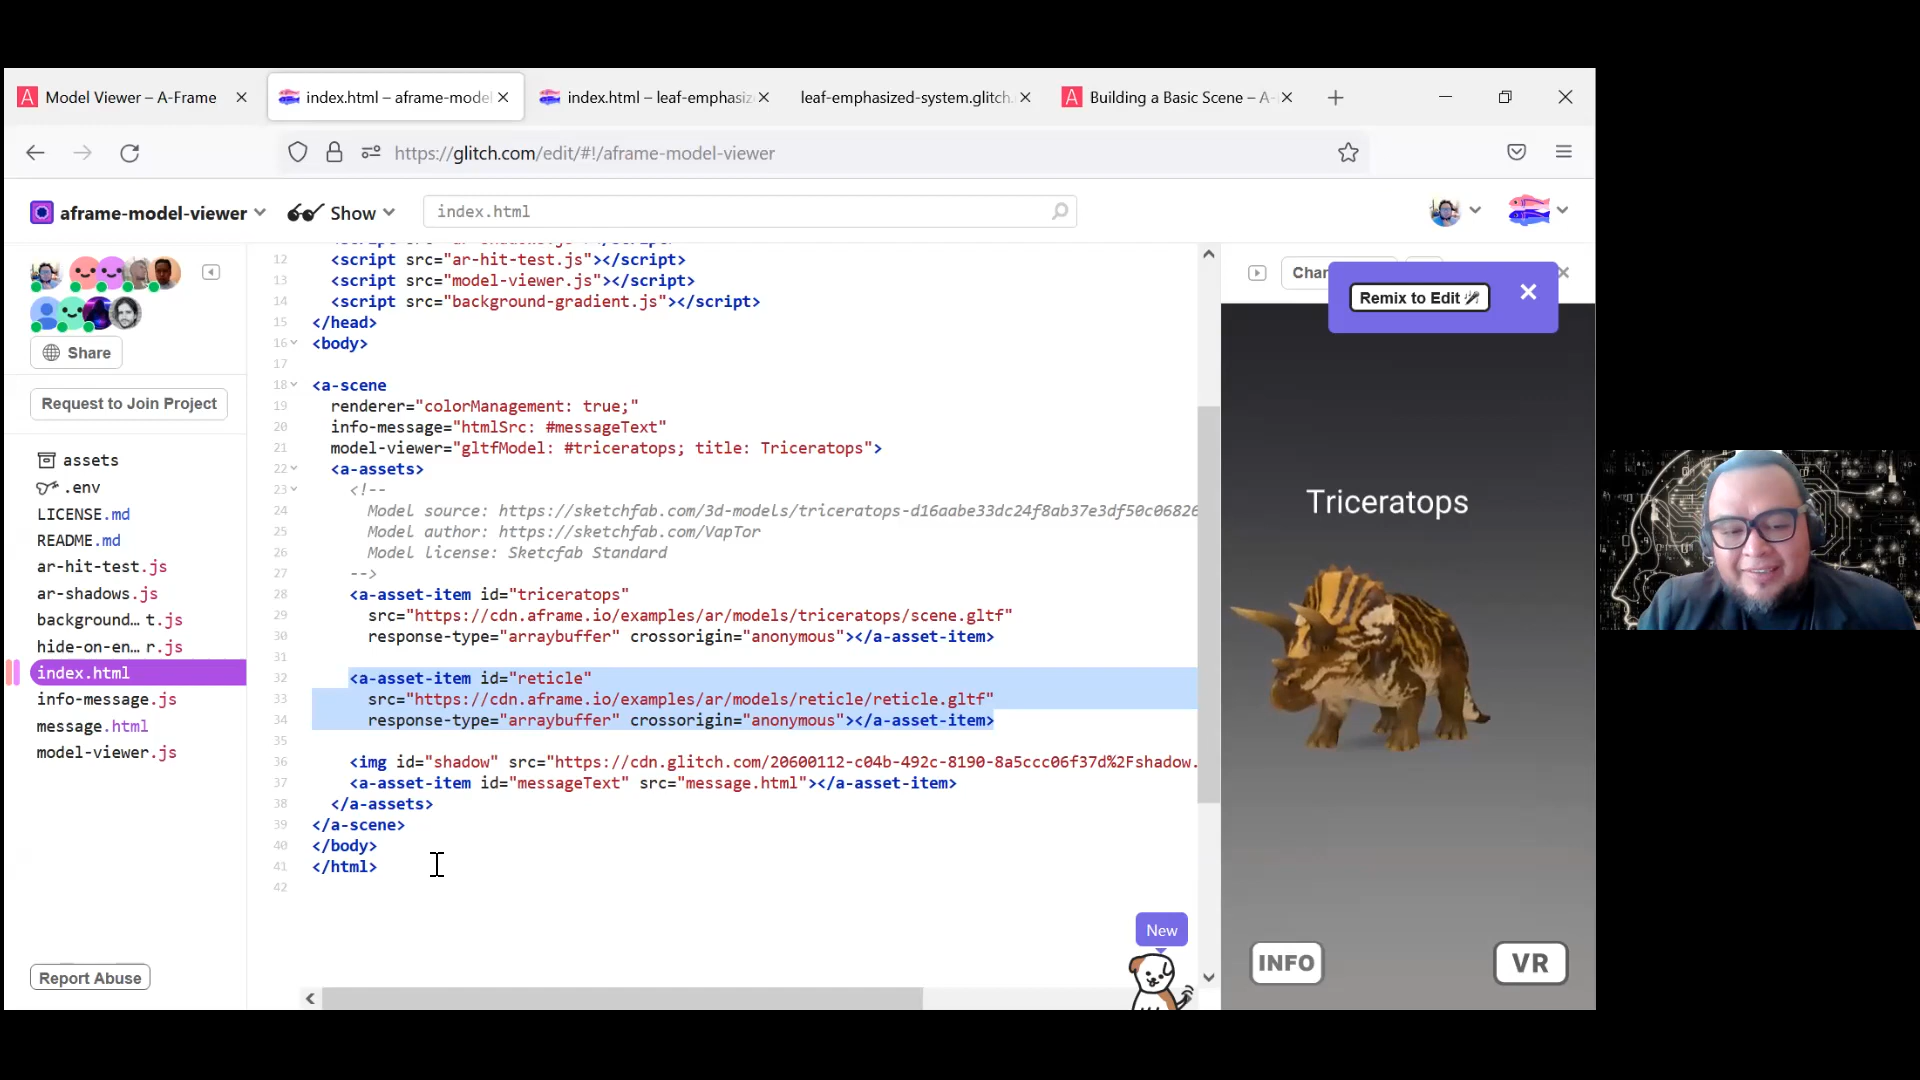 Model Viewer – A-Frame
index.html – aframe-model
index.html – leaf-emphasiz
leaf-emphasized-system.glitch.
Building a Basic Scene – A-
https://glitch.com/edit/#!/aframe-model-viewer
aframe-model-viewer
Show
index.html
Share
Request to Join Project
assets
.env
LICENSE.md
README.md
ar-hit-test.js
ar-shadows.js
background… t.js
hide-on-en… r.js
index.html
info-message.js
message.html
model-viewer.js
Report Abuse
12 <script src="ar-hit-test.js"></script>
13 <script src="model-viewer.js"></script>
14 <script src="background-gradient.js"></script>
15 </head>
16 <body>
17
18 <a-scene
19 renderer="colorManagement: true;"
20 info-message="htmlSrc: #messageText"
21 model-viewer="gltfModel: #triceratops; title: Triceratops">
22 <a-assets>
23 <!--
24 Model source: https://sketchfab.com/3d-models/triceratops-d16aabe33dc24f8ab37e3df50c06826
25 Model author: https://sketchfab.com/VapTor
26 Model license: Sketcfab Standard
27 -->
28 <a-asset-item id="triceratops"
29 src="https://cdn.aframe.io/examples/ar/models/triceratops/scene.gltf"
30 response-type="arraybuffer" crossorigin="anonymous"></a-asset-item>
31
32 <a-asset-item id="reticle"
33 src="https://cdn.aframe.io/examples/ar/models/reticle/reticle.gltf"
34 response-type="arraybuffer" crossorigin="anonymous"></a-asset-item>
35
36 <img id="shadow" src="https://cdn.glitch.com/20600112-c04b-492c-8190-8a5ccc06f37d%2Fshadow.
37 <a-asset-item id="messageText" src="message.html"></a-asset-item>
38 </a-assets>
39 </a-scene>
40 </body>
41 </html>
42
New
Chan
Remix to Edit
Triceratops
INFO
VR